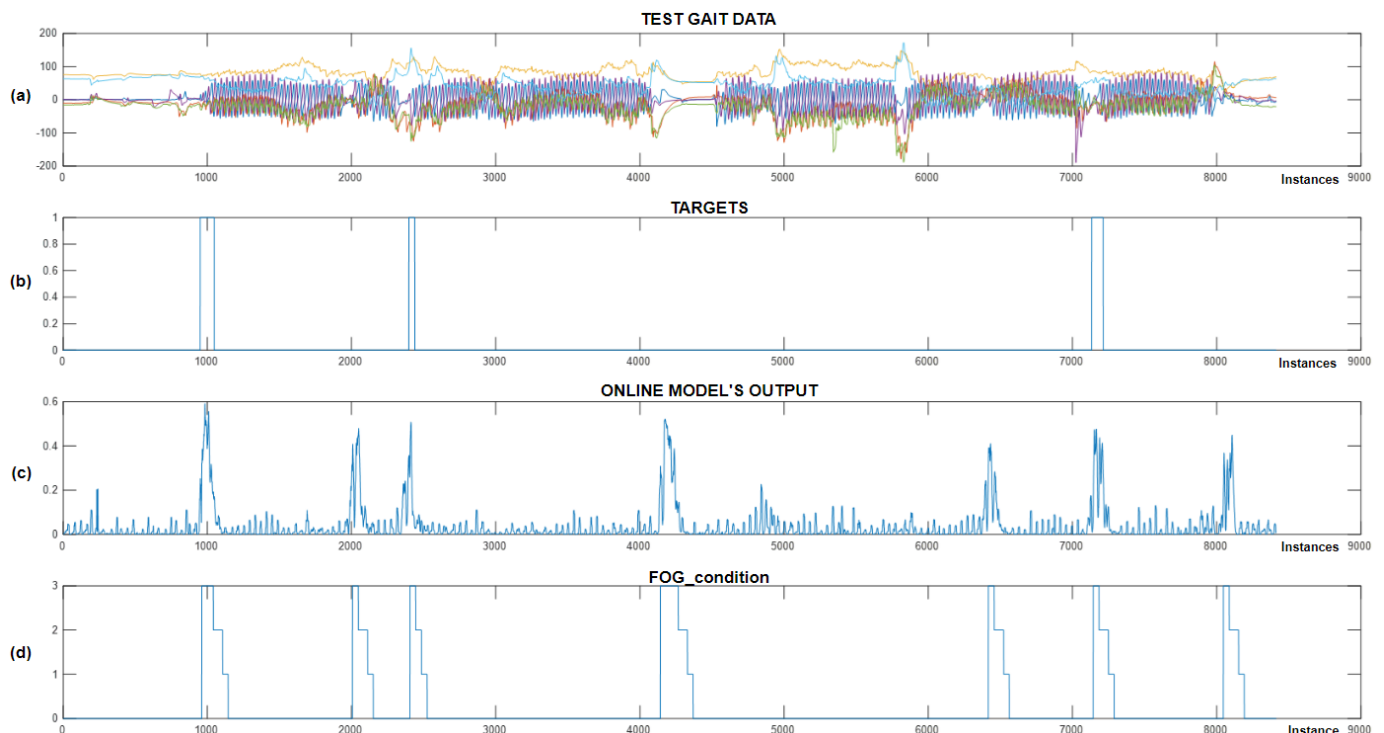 TEST GAIT DATA
200
100
(a)
0
-100
-200
0 1000 2000 3000 4000 5000 6000 7000 8000 Instances 9000
TARGETS
1
0.8
0.6
(b)
0.4
0.2
0
0 1000 2000 3000 4000 5000 6000 7000 8000 Instances 9000
ONLINE MODEL'S OUTPUT
0.6
0.4
(c)
0.2
0
0 1000 2000 3000 4000 5000 6000 7000 8000 Instances 9000
FOG_condition
3
2
(d)
1
0
0 1000 2000 3000 4000 5000 6000 7000 8000 Instance 9000